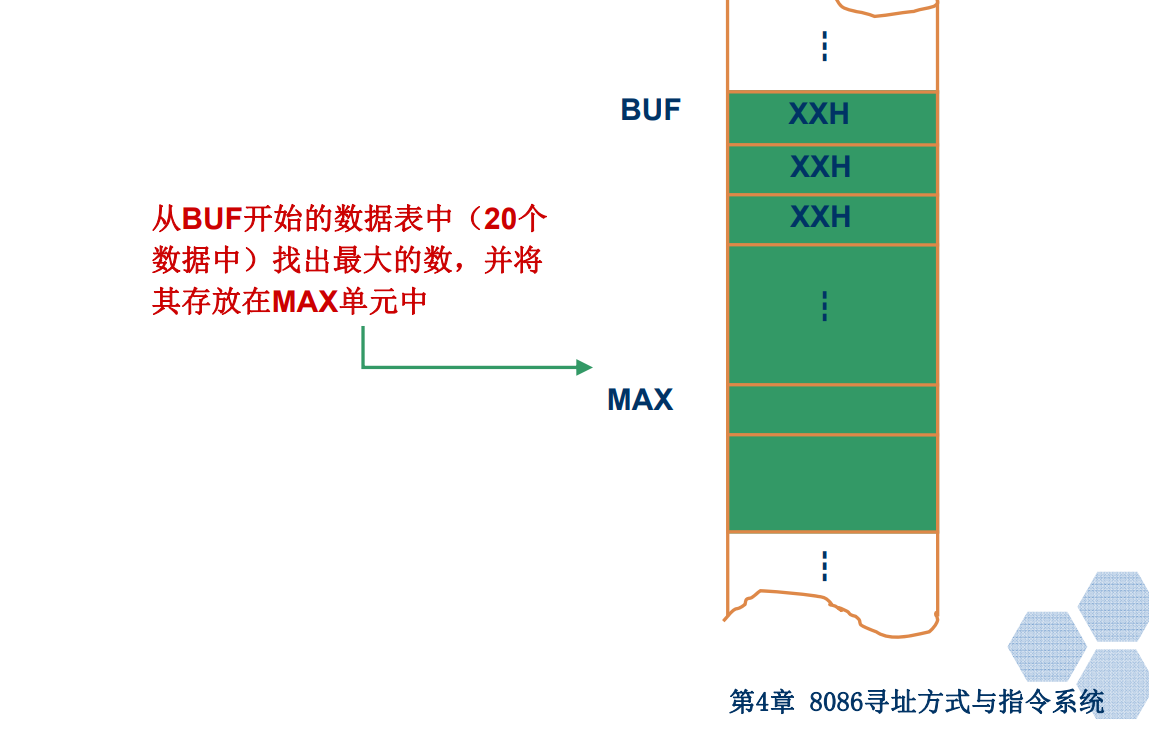 BUF
XXH
XXH
XXH
从BUF开始的数据表中（20个
数据中）找出最大的数，并将
其存放在MAX单元中
MAX
第4章 8086寻址方式与指令系统